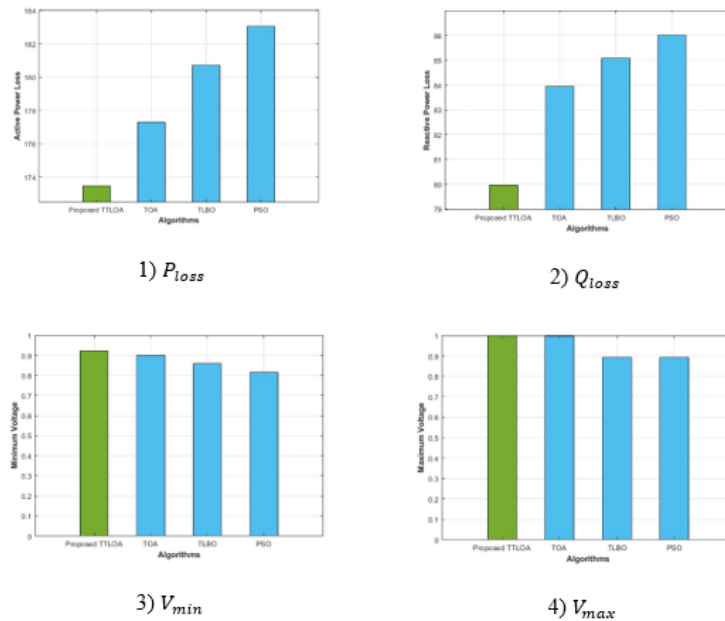 184
182
180
178
176
174
Active Power Loss
Proposed TTLOA TOA TLBO PSO
Algorithms
1) P_loss
86
85
84
83
82
81
80
79
Reactive Power Loss
Proposed TTLOA TOA TLBO PSO
Algorithms
2) Q_loss
1
0.9
0.8
0.7
0.6
0.5
0.4
0.3
0.2
0.1
0
Minimum Voltage
Proposed TTLOA TOA TLBO PSO
Algorithms
3) V_min
1
0.9
0.8
0.7
0.6
0.5
0.4
0.3
0.2
0.1
0
Maximum Voltage
Proposed TTLOA TOA TLBO PSO
Algorithms
4) V_max